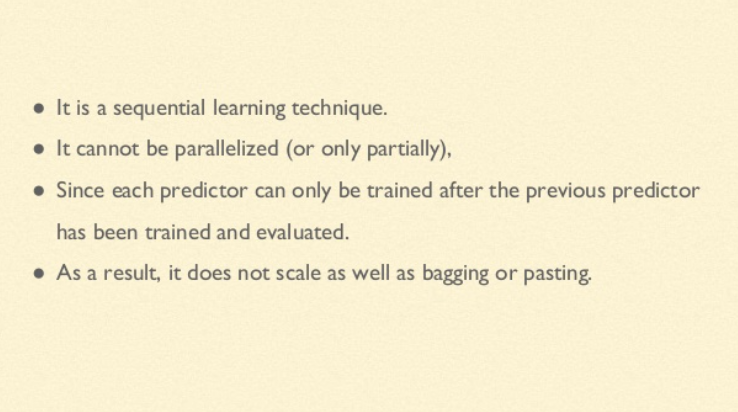 • It is a sequential learning technique.
• It cannot be parallelized (or only partially),
• Since each predictor can only be trained after the previous predictor
has been trained and evaluated.
• As a result, it does not scale as well as bagging or pasting.